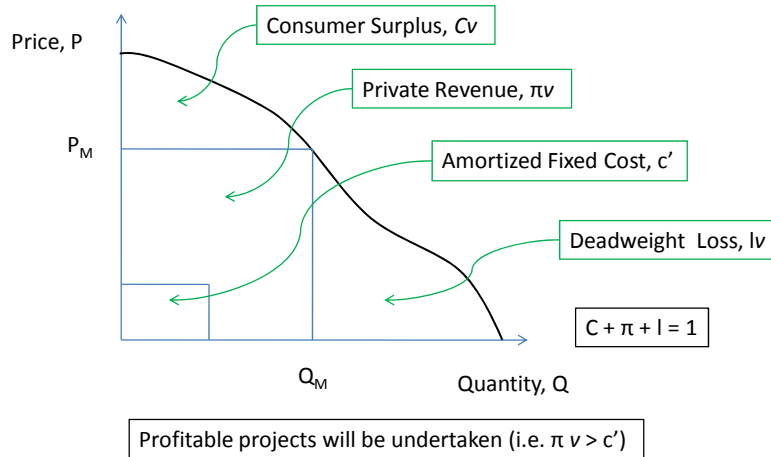 Consumer Surplus, Cv
Price, P
Private Revenue, πv
P_M
Amortized Fixed Cost, c’
Deadweight Loss, lv
C + π + l = 1
Q_M
Quantity, Q
Profitable projects will be undertaken (i.e. π v > c’)